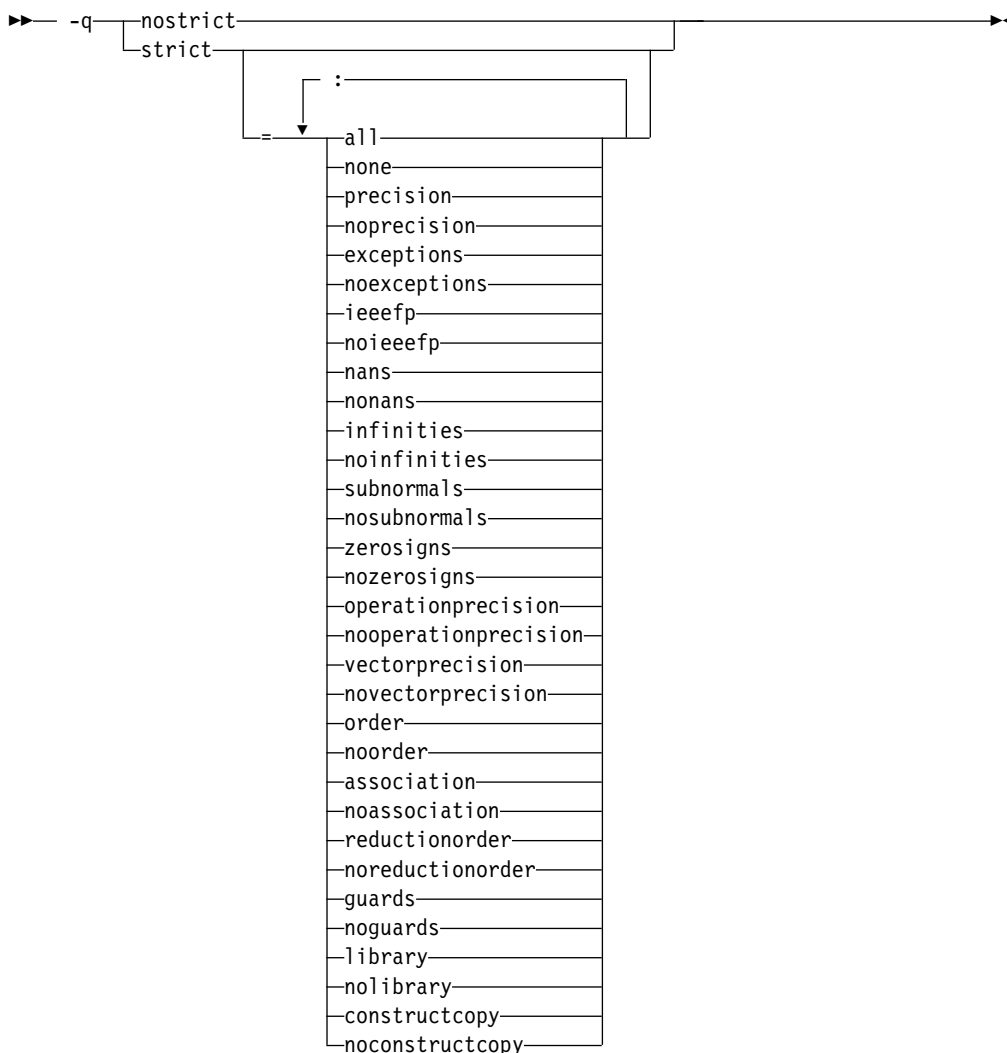 -q nostrict
strict
:
= all
none
precision
noprecision
exceptions
noexceptions
ieeefp
noieeefp
nans
nonans
infinities
noinfinities
subnormals
nosubnormals
zerosigns
nozerosigns
operationprecision
nooperationprecision
vectorprecision
novectorprecision
order
noorder
association
noassociation
reductionorder
noreductionorder
guards
noguards
library
nolibrary
constructcopy
noconstructcopy